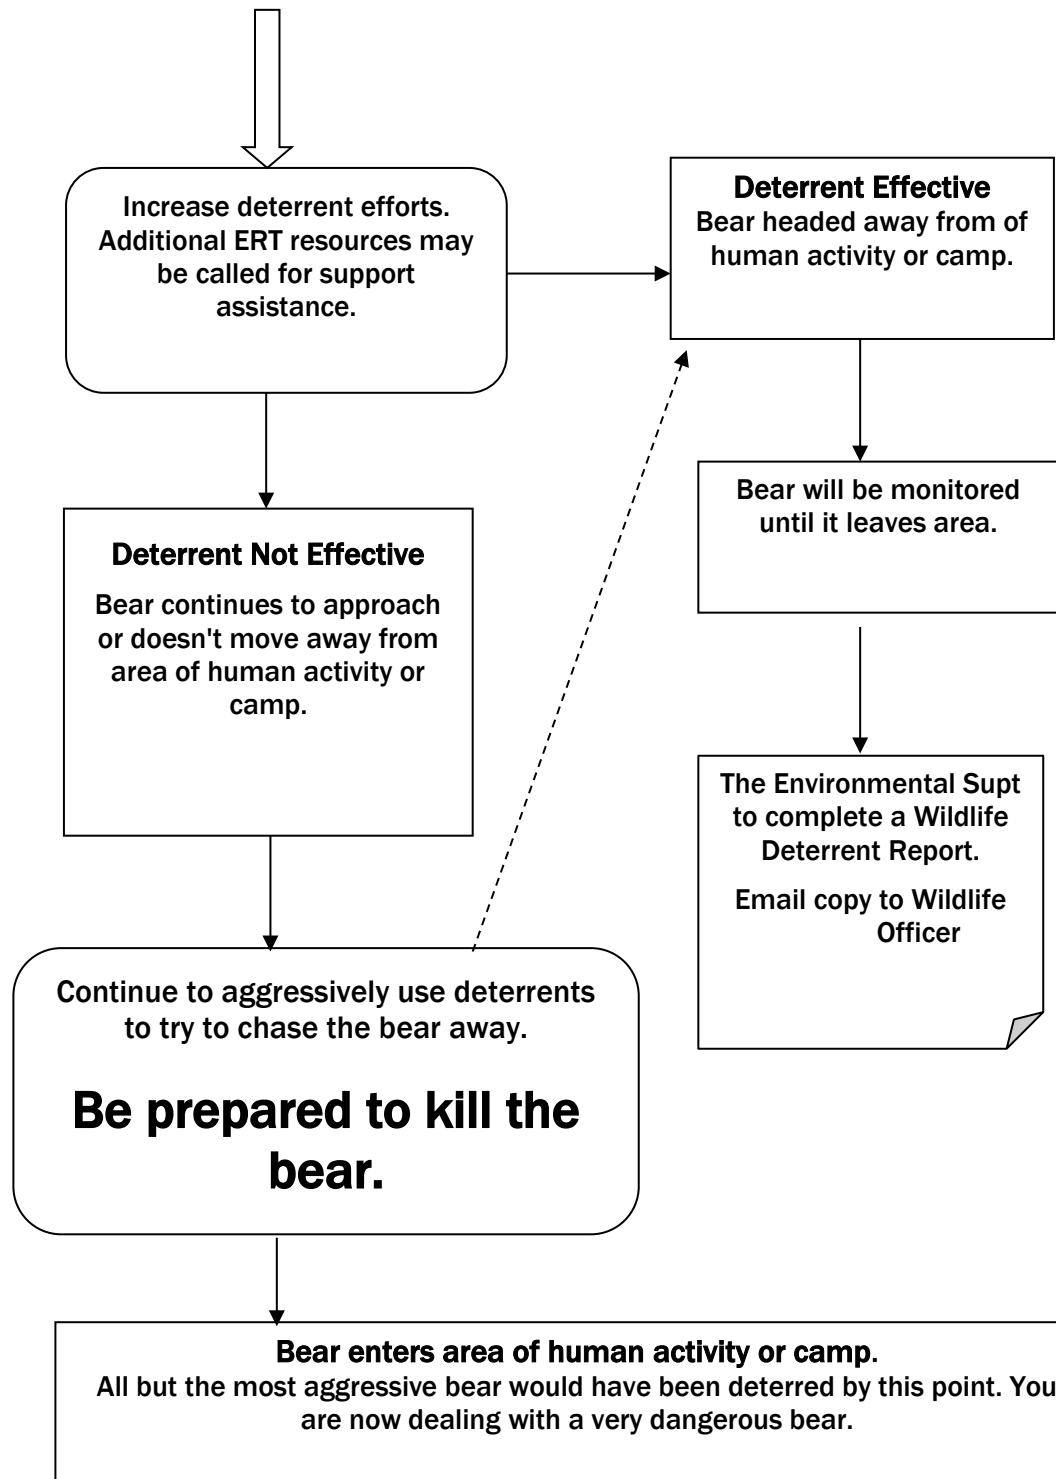 Increase deterrent efforts.
Additional ERT resources may
be called for support
assistance.
Deterrent Effective
Bear headed away from of
human activity or camp.
Bear will be monitored
until it leaves area.
Deterrent Not Effective
Bear continues to approach
or doesn't move away from
area of human activity or
camp.
The Environmental Supt
to complete a Wildlife
Deterrent Report.
Email copy to Wildlife
Officer
Continue to aggressively use deterrents
to try to chase the bear away.
Be prepared to kill the
bear.
Bear enters area of human activity or camp.
All but the most aggressive bear would have been deterred by this point. You
are now dealing with a very dangerous bear.